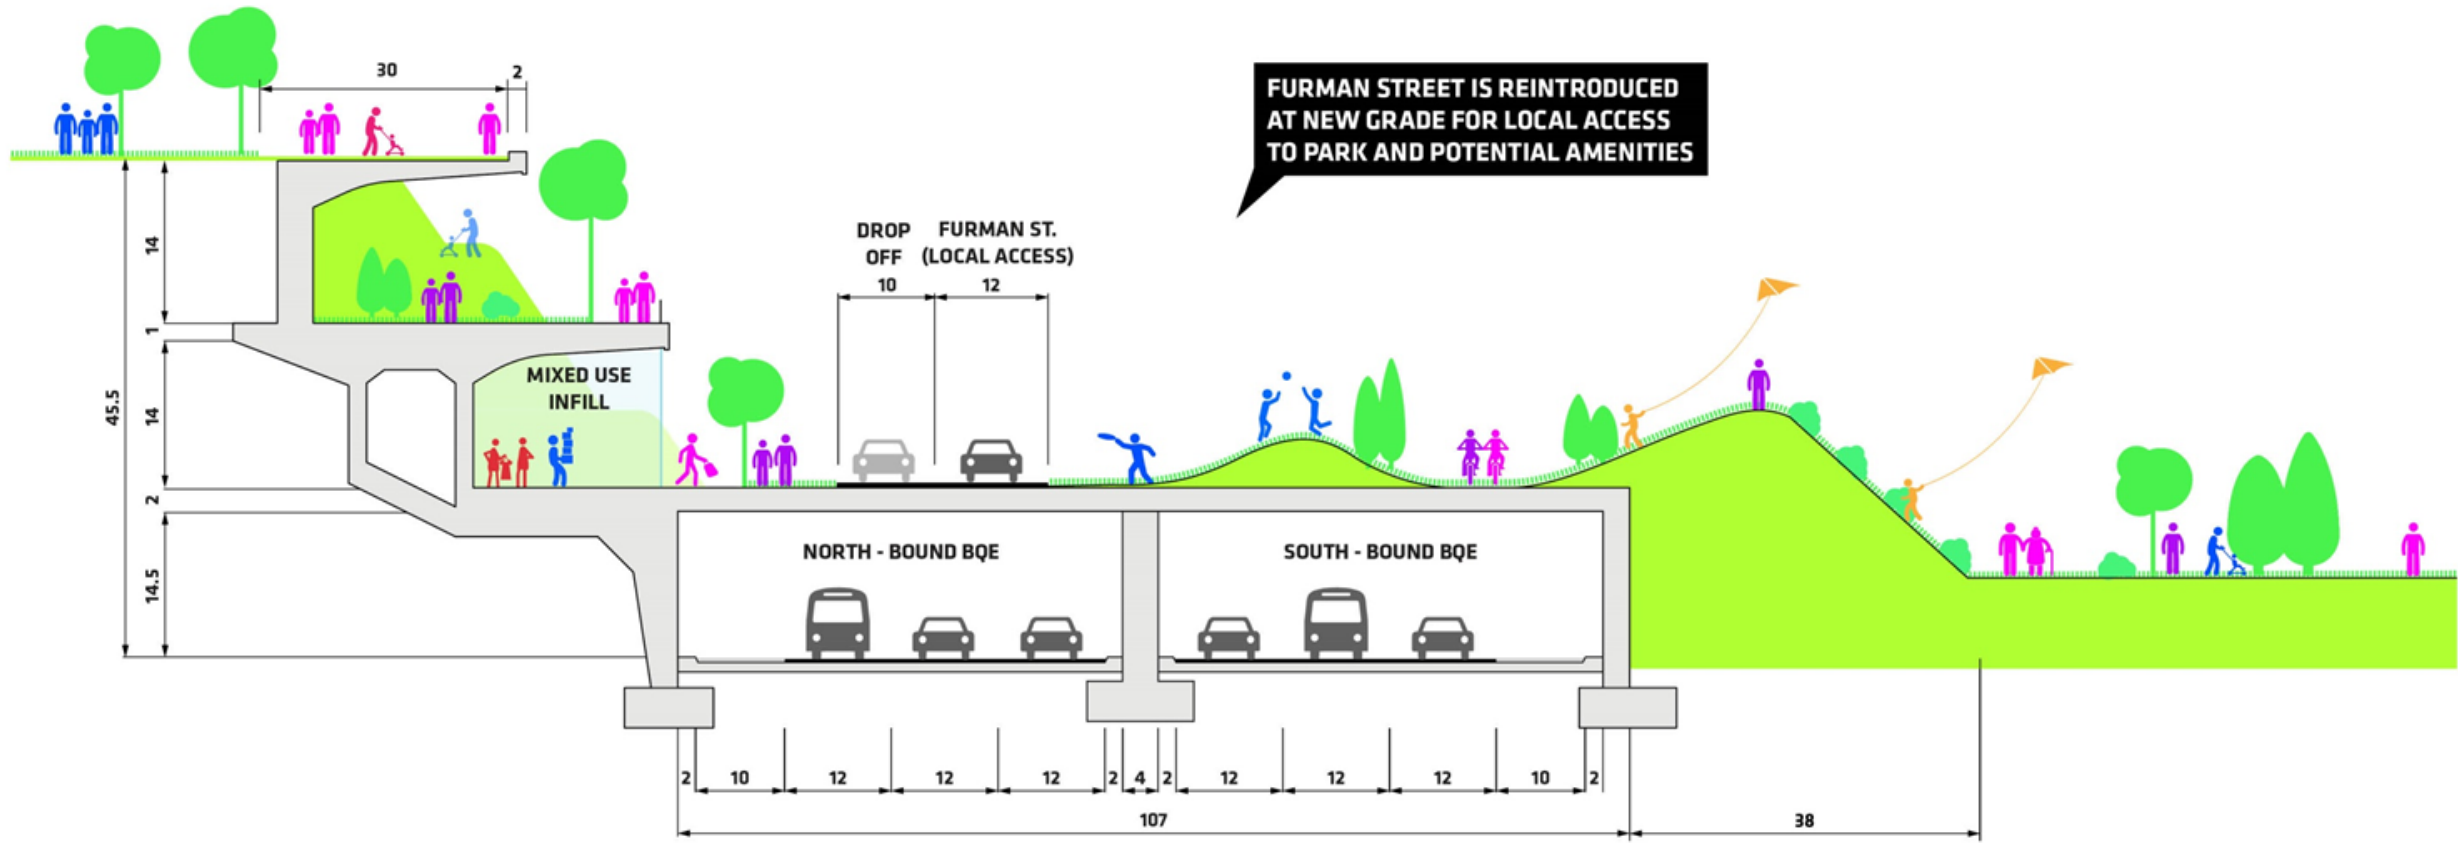 30
2
FURMAN STREET IS REINTRODUCED
AT NEW GRADE FOR LOCAL ACCESS
TO PARK AND POTENTIAL AMENITIES
DROP
OFF
10
FURMAN ST.
(LOCAL ACCESS)
12
14
1
45.5
14
2
14.5
MIXED USE
INFILL
NORTH - BOUND BQE
SOUTH - BOUND BQE
2 10 12 12 12 2 4 2 12 12 12 10 2
107
38